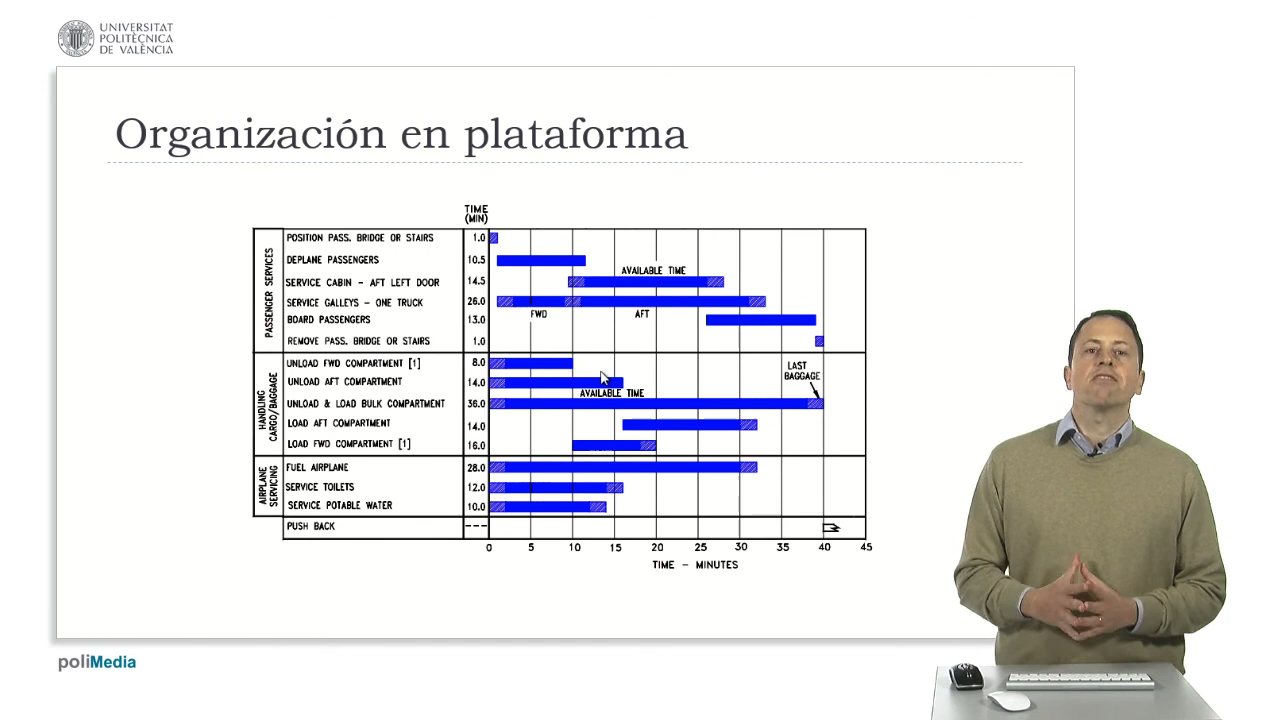 UNIVERSITAT
POLITÈCNICA
DE VALÈNCIA
Organización en plataforma
TIME
(MIN)
PASSENGER SERVICES
POSITION PASS. BRIDGE OR STAIRS 1.0
DEPLANE PASSENGERS 10.5
AVAILABLE TIME
SERVICE CABIN - AFT LEFT DOOR 14.5
SERVICE GALLEYS - ONE TRUCK 26.0
FWD AFT
BOARD PASSENGERS 13.0
REMOVE PASS. BRIDGE OR STAIRS 1.0
HANDLING
CARGO/BAGGAGE
UNLOAD FWD COMPARTMENT [1] 8.0
LAST
BAGGAGE
UNLOAD AFT COMPARTMENT 14.0
AVAILABLE TIME
UNLOAD & LOAD BULK COMPARTMENT 36.0
LOAD AFT COMPARTMENT 14.0
LOAD FWD COMPARTMENT [1] 16.0
AIRPLANE
SERVICING
FUEL AIRPLANE 28.0
SERVICE TOILETS 12.0
SERVICE POTABLE WATER 10.0
PUSH BACK ---
0 5 10 15 20 25 30 35 40 45
TIME - MINUTES
poliMedia